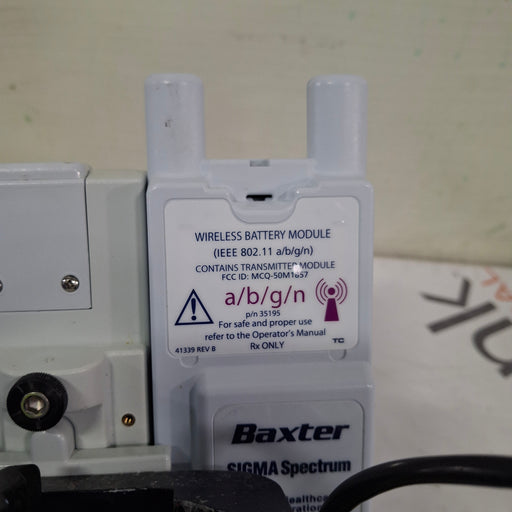 WIRELESS BATTERY MODULE
(IEEE 802.11 a/b/g/n)
CONTAINS TRANSMITTER MODULE
FCC ID: MCQ-50M1657
a/b/g/n
p/n 35195
For safe and proper use
refer to the Operator's Manual
41339 REV B
Rx ONLY
TC
Baxter
SIGMA Spectrum